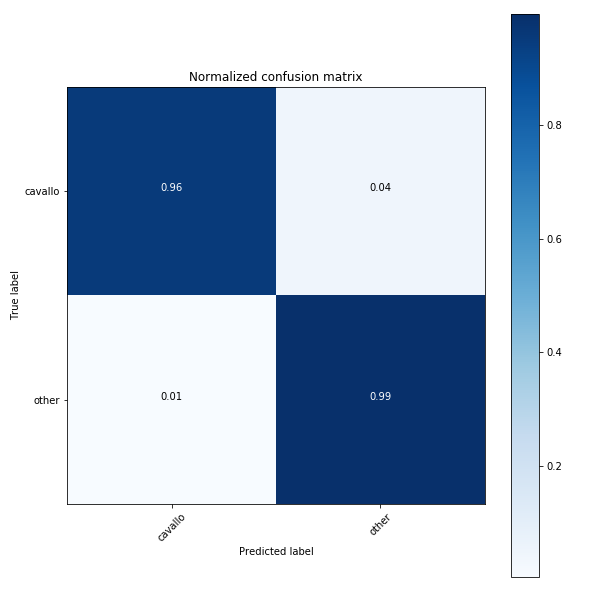 Normalized confusion matrix
0.8
cavallo
0.96
0.04
0.6
True label
0.4
other
0.01
0.99
0.2
cavallo
other
Predicted label